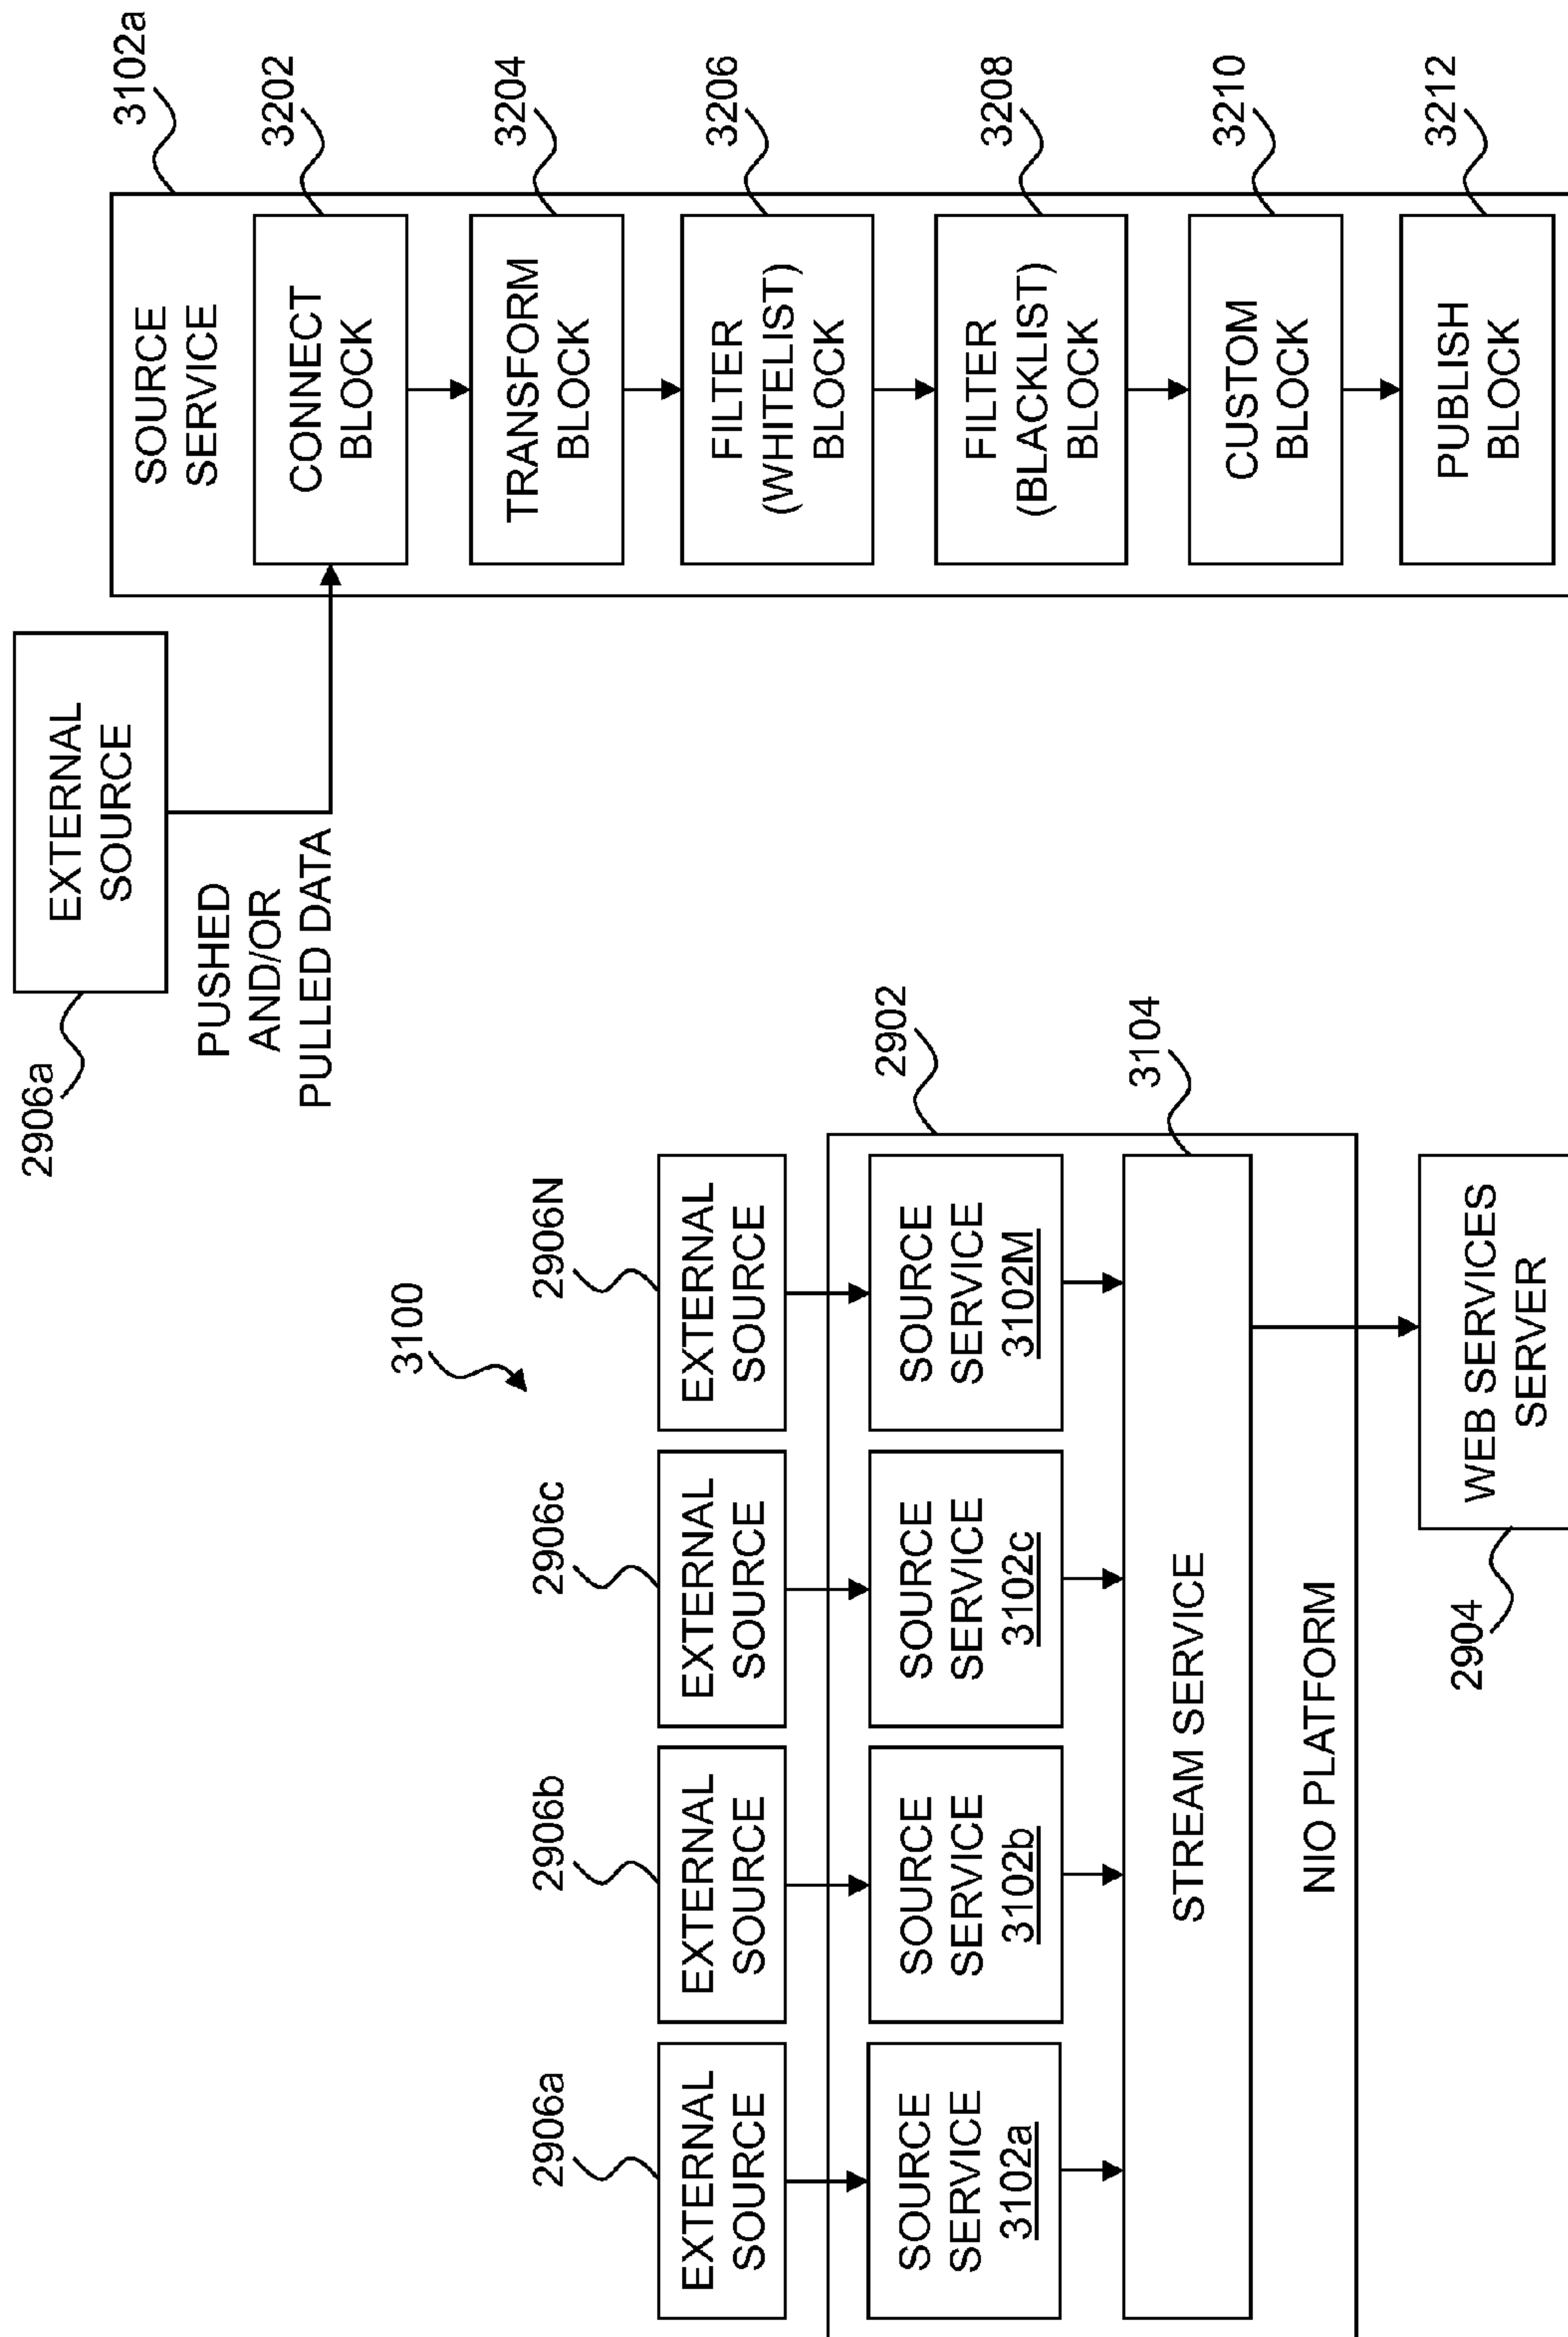 3100
2906a
2906b
2906c
2906N
EXTERNAL
SOURCE
EXTERNAL
SOURCE
EXTERNAL
SOURCE
EXTERNAL
SOURCE
2902
SOURCE
SERVICE
3102a
SOURCE
SERVICE
3102b
SOURCE
SERVICE
3102c
SOURCE
SERVICE
3102M
3104
STREAM SERVICE
NIO PLATFORM
2904
WEB SERVICES
SERVER
2906a
EXTERNAL
SOURCE
PUSHED
AND/OR
PULLED DATA
3102a
SOURCE
SERVICE
3202
CONNECT
BLOCK
3204
TRANSFORM
BLOCK
3206
FILTER
(WHITELIST)
BLOCK
3208
FILTER
(BLACKLIST)
BLOCK
3210
CUSTOM
BLOCK
3212
PUBLISH
BLOCK